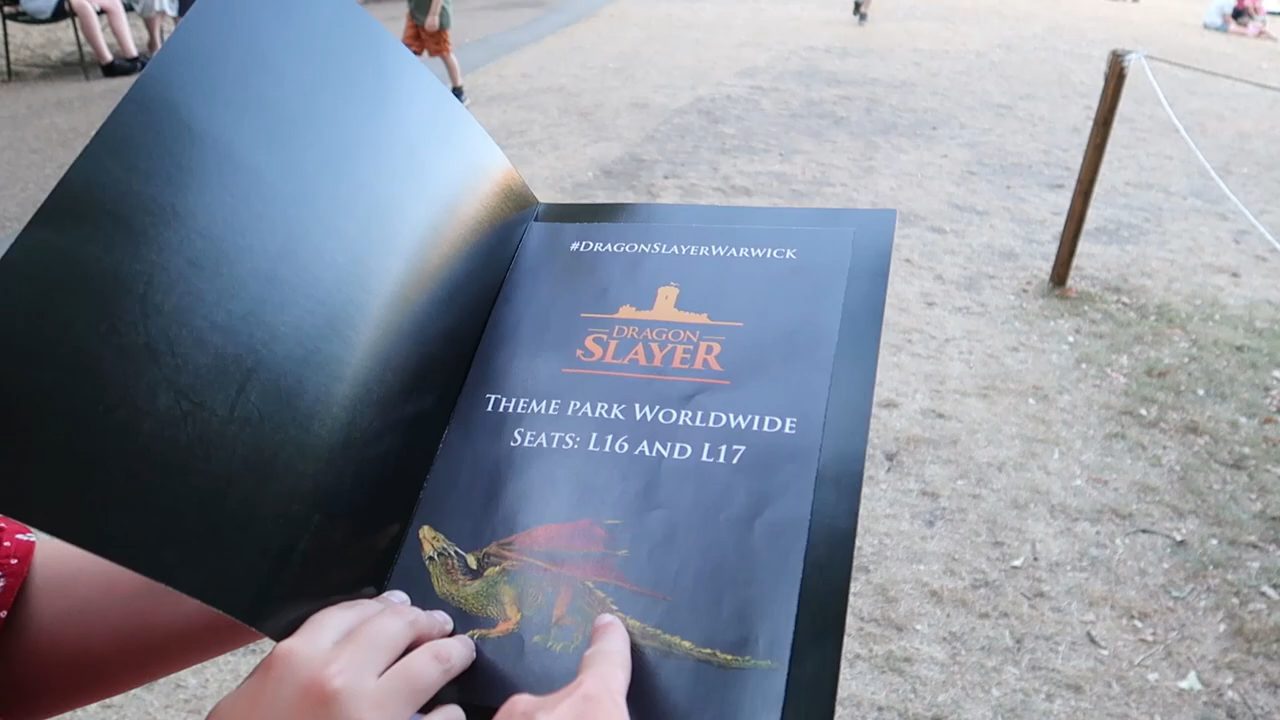 #DragonSlayerWarwick
DRAGON
SLAYER
Theme park Worldwide
Seats: L16 and L17